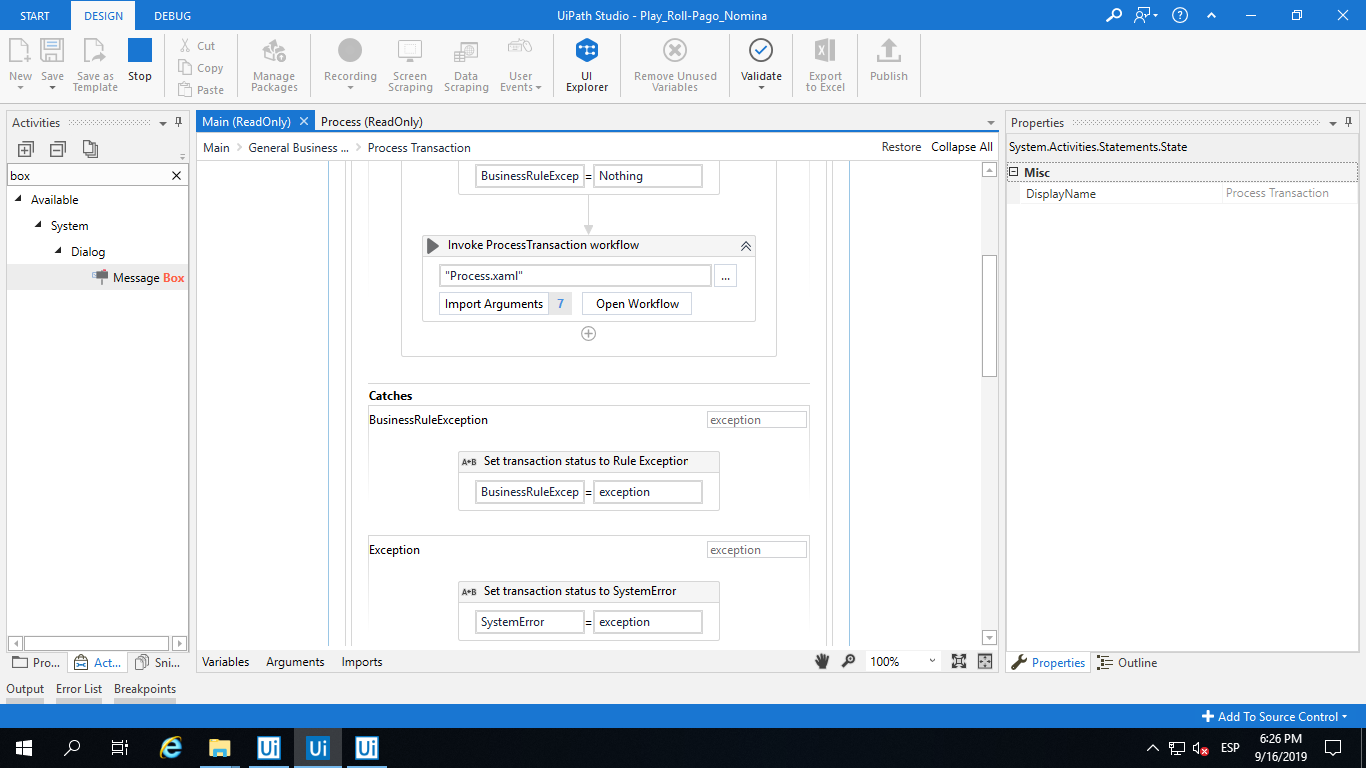 START
DESIGN
DEBUG
UiPath Studio - Play_Roll-Pago_Nomina
New
Save
Save as
Template
Stop
Cut
Copy
Paste
Manage
Packages
Recording
Screen
Scraping
Data
Scraping
User
Events
UI
Explorer
Remove Unused
Variables
Validate
Export
to Excel
Publish
Activities
box
Available
System
Dialog
Message Box
Pro...
Act...
Sni...
Main (ReadOnly)
Process (ReadOnly)
Main
General Business ...
Process Transaction
Restore
Collapse All
BusinessRuleExcep = Nothing
Invoke ProcessTransaction workflow
"Process.xaml"
...
Import Arguments 7
Open Workflow
Catches
BusinessRuleException
exception
A+B Set transaction status to Rule Exception
BusinessRuleExcep = exception
Exception
exception
A+B Set transaction status to SystemError
SystemError = exception
Variables
Arguments
Imports
100%
Properties
System.Activities.Statements.State
Misc
DisplayName
Process Transaction
Properties
Outline
Output
Error List
Breakpoints
Add To Source Control
Ui
Ui
Ui
ESP
6:26 PM
9/16/2019